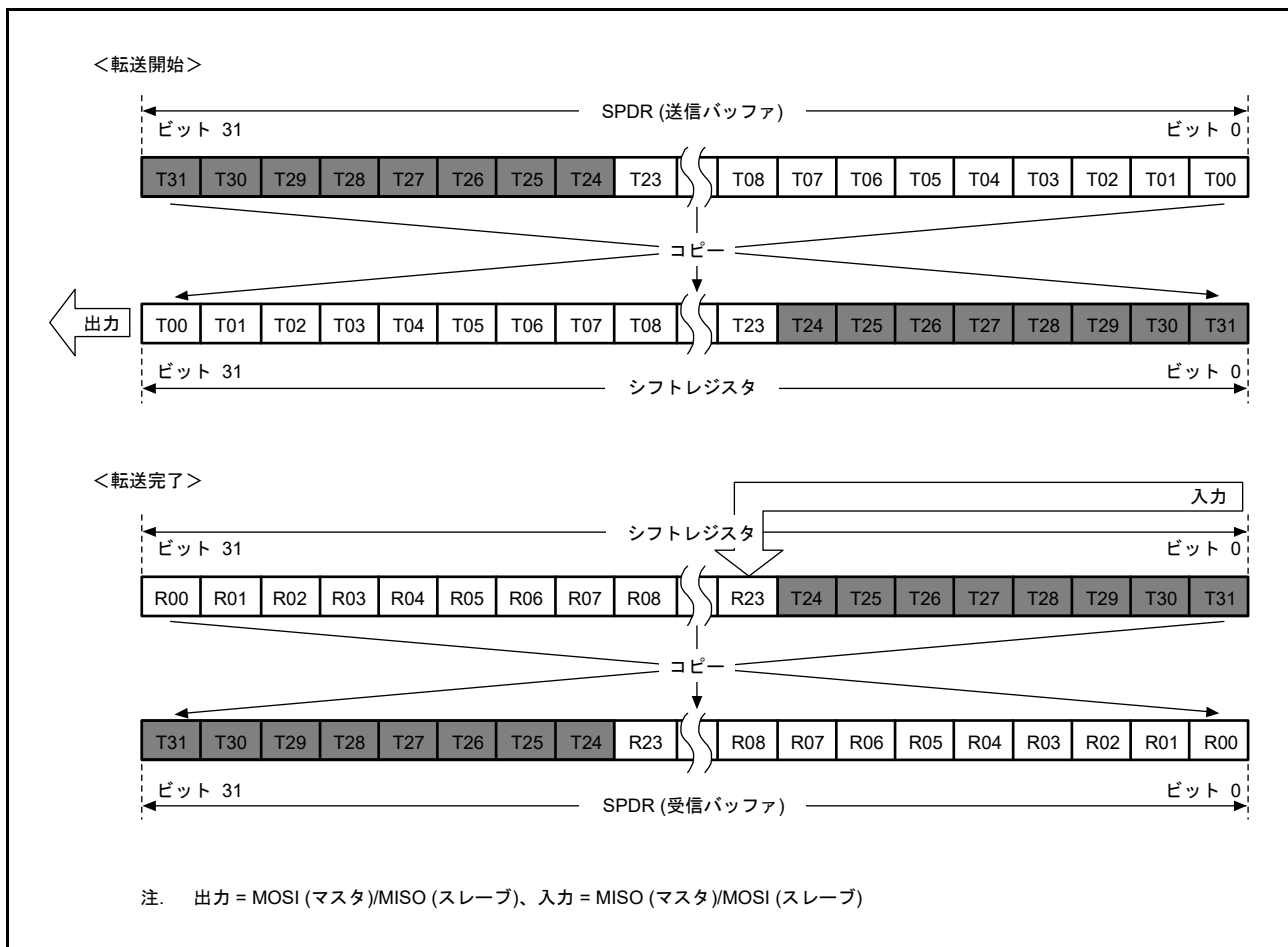 ＜転送開始＞
SPDR (送信バッファ)
ビット 31 ビット 0
T31 T30 T29 T28 T27 T26 T25 T24 T23 T08 T07 T06 T05 T04 T03 T02 T01 T00
コピー
出力 T00 T01 T02 T03 T04 T05 T06 T07 T08 T23 T24 T25 T26 T27 T28 T29 T30 T31
ビット 31 ビット 0
シフトレジスタ
＜転送完了＞
入力
シフトレジスタ
ビット 31 ビット 0
R00 R01 R02 R03 R04 R05 R06 R07 R08 R23 T24 T25 T26 T27 T28 T29 T30 T31
コピー
T31 T30 T29 T28 T27 T26 T25 T24 R23 R08 R07 R06 R05 R04 R03 R02 R01 R00
ビット 31 ビット 0
SPDR (受信バッファ)
注. 出力 = MOSI (マスタ)/MISO (スレーブ)、入力 = MISO (マスタ)/MOSI (スレーブ)